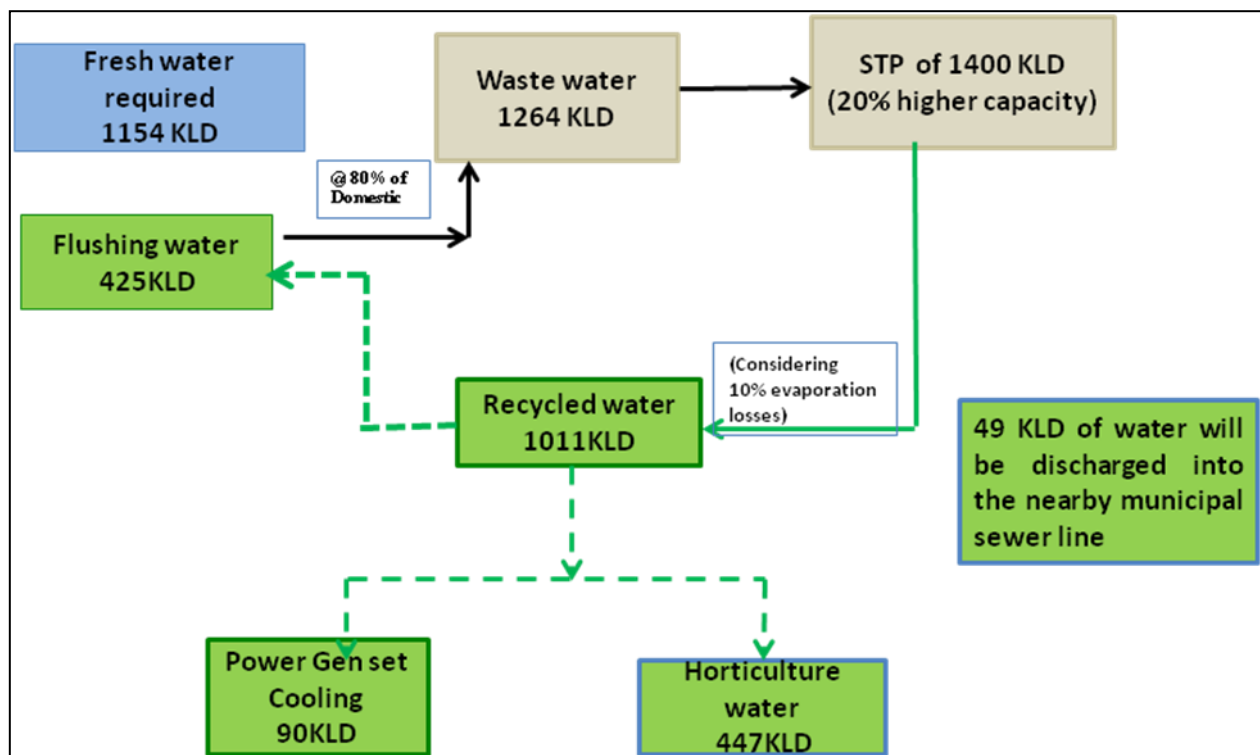 Fresh water
required
1154 KLD
Waste water
1264 KLD
STP of 1400 KLD
(20% higher capacity)
@ 80% of
Domestic
Flushing water
425KLD
(Considering
10% evaporation
losses)
Recycled water
1011KLD
49 KLD of water will
be discharged into
the nearby municipal
sewer line
Power Gen set
Cooling
90KLD
Horticulture
water
447KLD